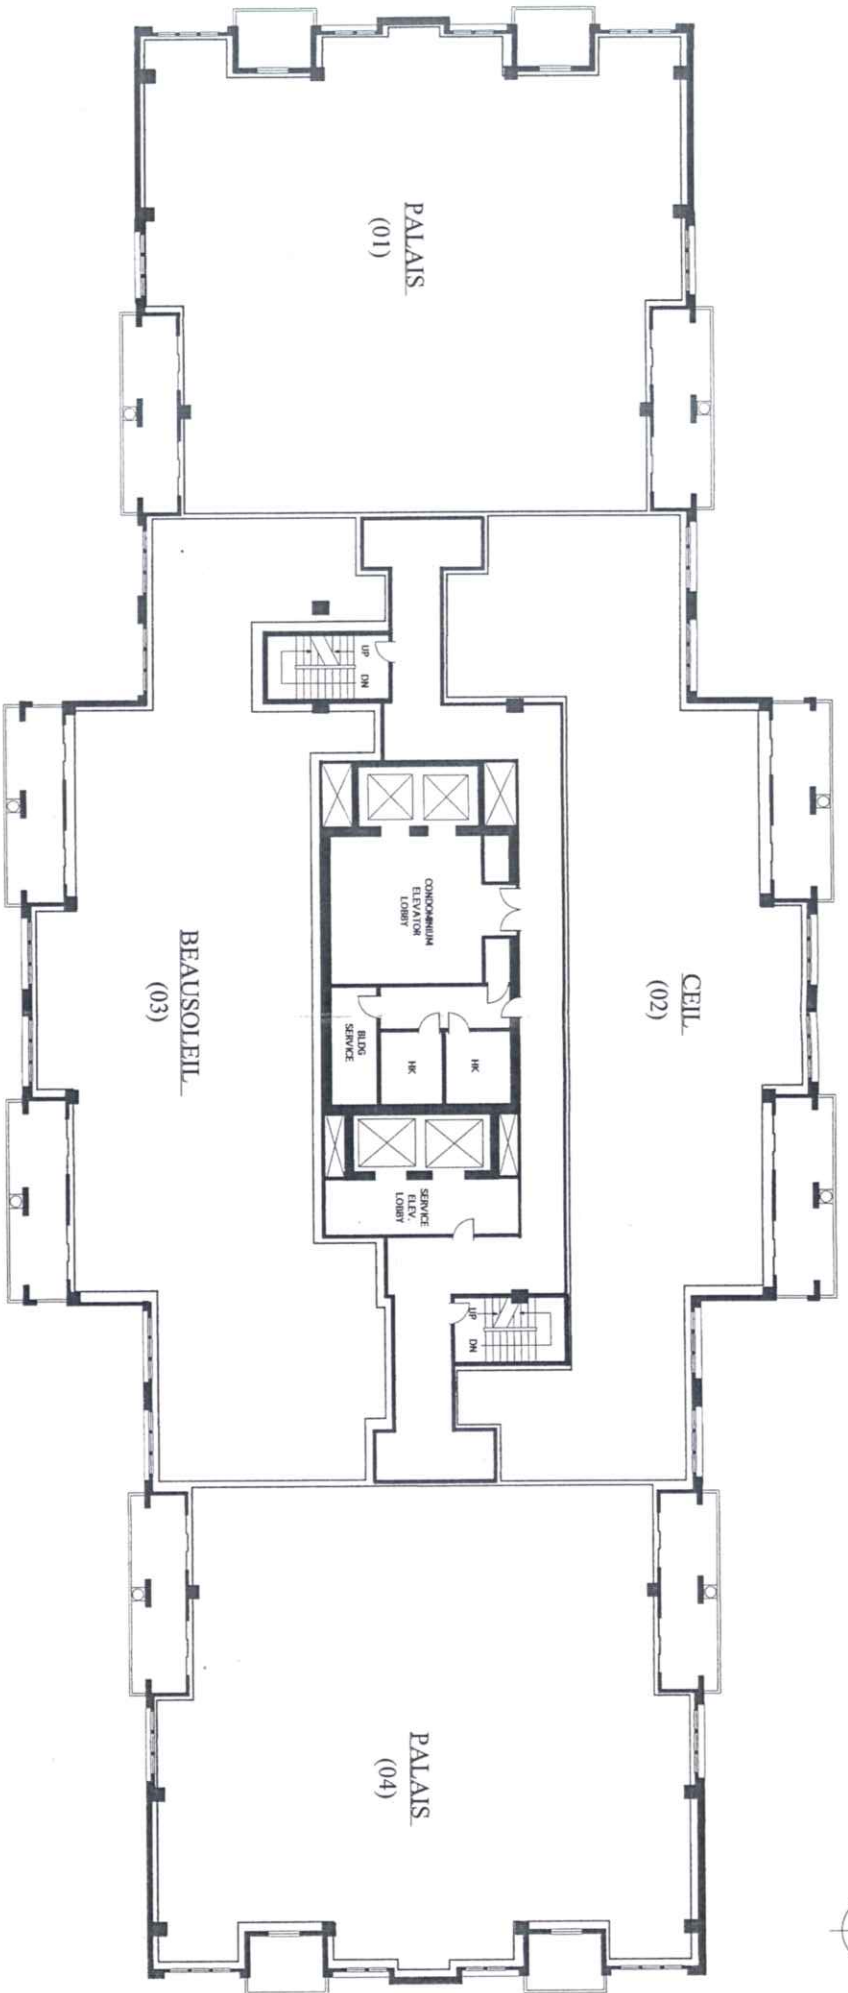 PALAIS
(01)
UP
DN
CONDOMINIUM
ELEVATOR
LOBBY
CEIL
(02)
BEAUSOLEIL
(03)
BLDG
SERVICE
HK
HK
SERVICE
ELEV.
LOBBY
UP
DN
PALAIS
(04)